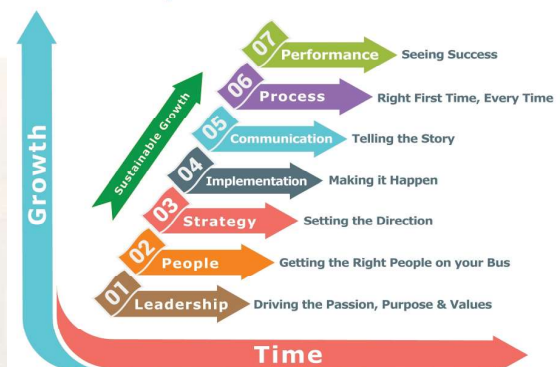 07 Performance Seeing Success
06 Process Right First Time, Every Time
05 Communication Telling the Story
04 Implementation Making it Happen
03 Strategy Setting the Direction
02 People Getting the Right People on your Bus
01 Leadership Driving the Passion, Purpose & Values
Sustainable Growth
Growth
Time